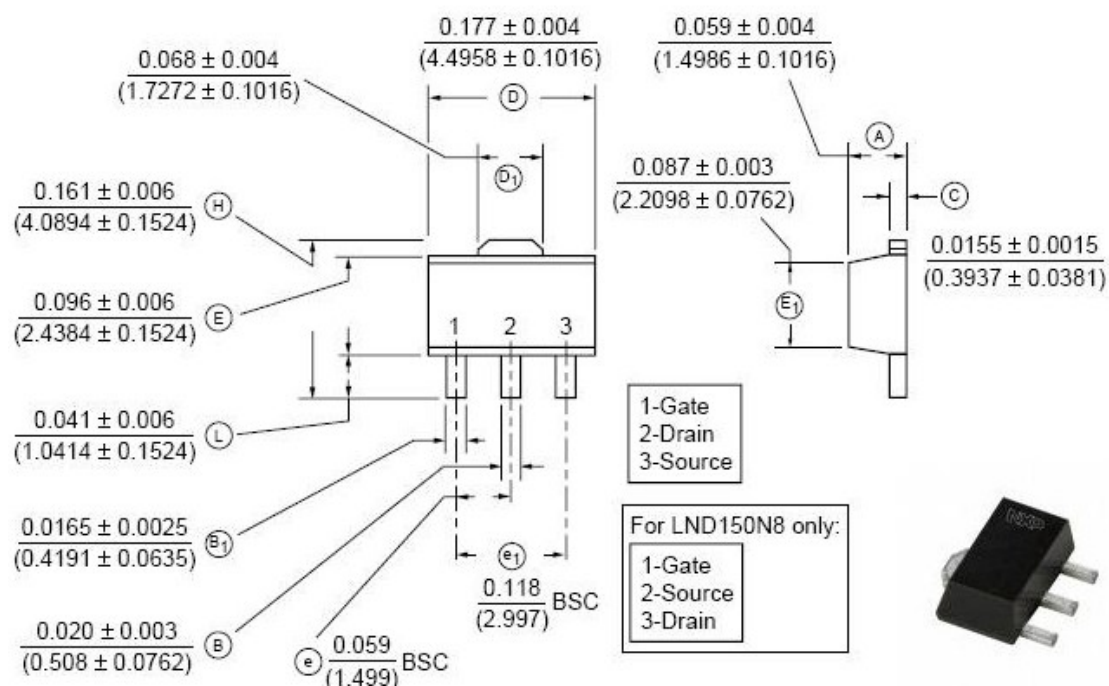 0.177 ± 0.004
(4.4958 ± 0.1016)
0.059 ± 0.004
(1.4986 ± 0.1016)
0.068 ± 0.004
(1.7272 ± 0.1016)
D
A
D1
0.087 ± 0.003
(2.2098 ± 0.0762)
C
0.161 ± 0.006
(4.0894 ± 0.1524)
H
0.0155 ± 0.0015
(0.3937 ± 0.0381)
0.096 ± 0.006
(2.4384 ± 0.1524)
E
E1
1 2 3
0.041 ± 0.006
(1.0414 ± 0.1524)
L
1-Gate
2-Drain
3-Source
0.0165 ± 0.0025
(0.4191 ± 0.0635)
B1
e1
0.118
(2.997)
BSC
For LND150N8 only:
1-Gate
2-Source
3-Drain
NXP
0.020 ± 0.003
(0.508 ± 0.0762)
B
e
0.059
(1.499)
BSC